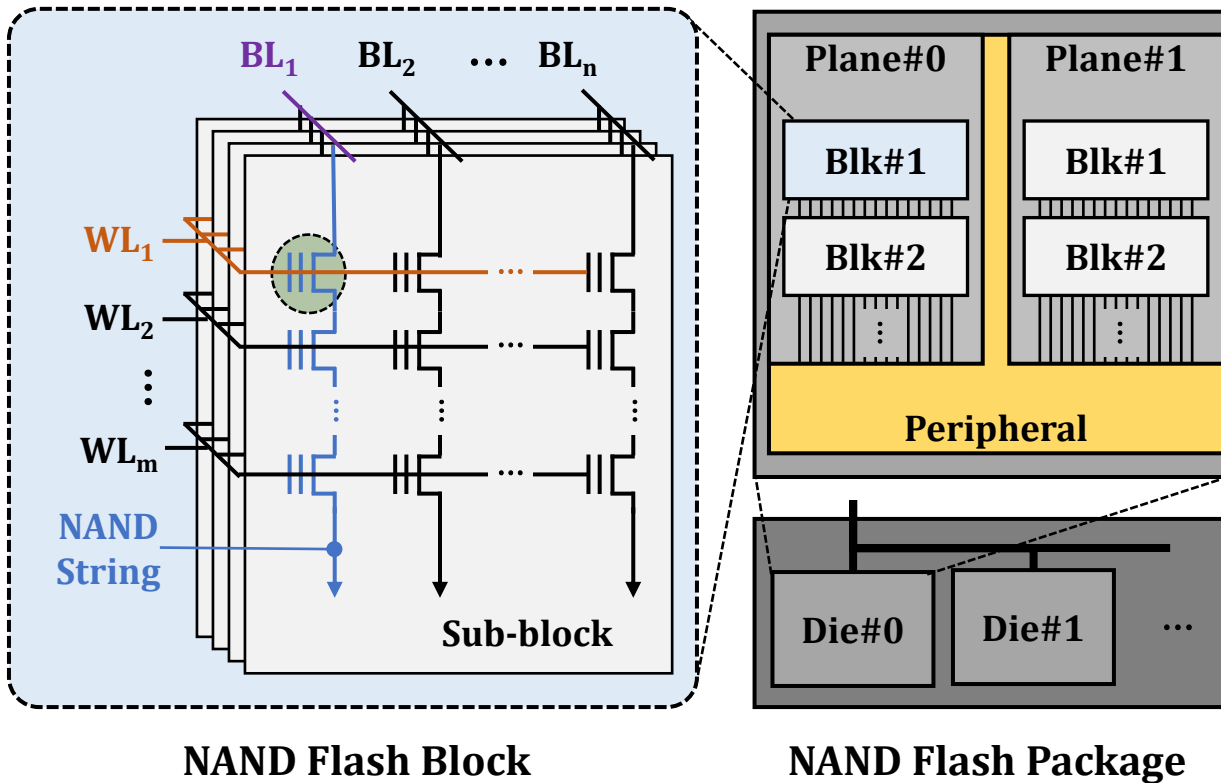 BL₁ BL₂ ... BLₙ
WL₁
WL₂
⋮
WLₘ
...
...
...
⋮ ⋮ ⋮
NAND
String
Sub-block
NAND Flash Block
Plane#0 Plane#1
Blk#1 Blk#1
Blk#2 Blk#2
⋮ ⋮
Peripheral
Die#0 Die#1 ...
NAND Flash Package